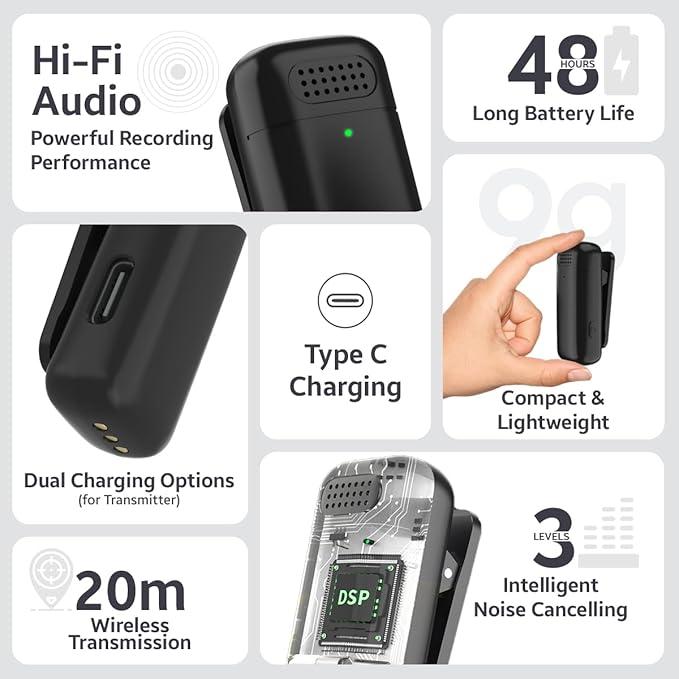 Hi-Fi
Audio
Powerful Recording
Performance
48
HOURS
Long Battery Life
9g
Compact &
Lightweight
Dual Charging Options
(for Transmitter)
Type C
Charging
20m
Wireless
Transmission
DSP
3
LEVELS
Intelligent
Noise Cancelling